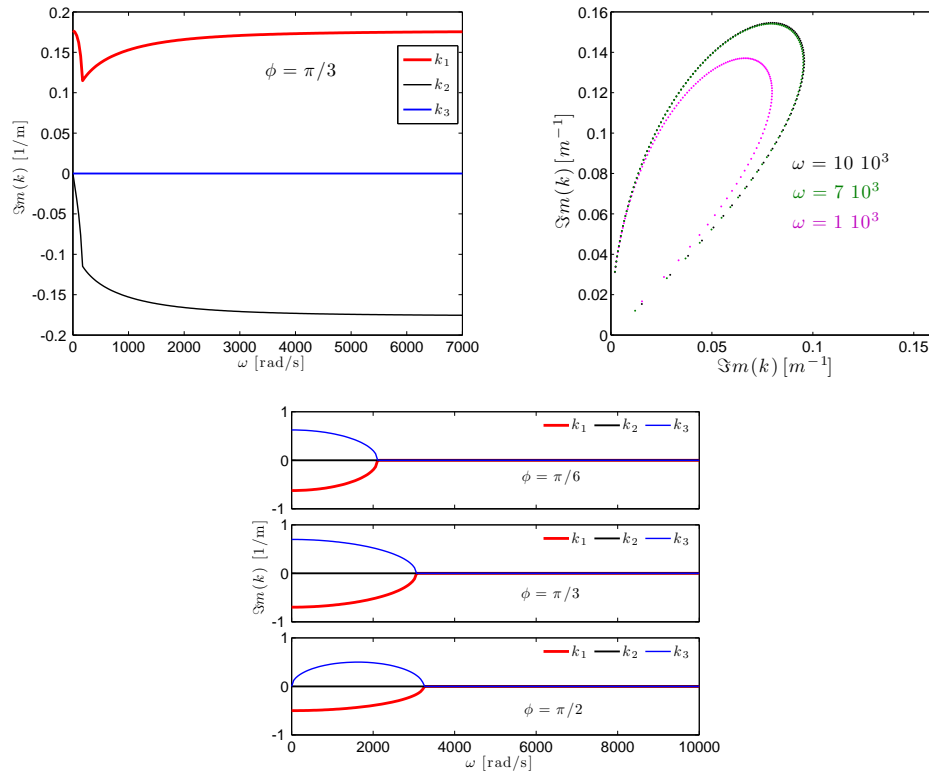 0.2
0.15
0.1
0.05
0
-0.05
-0.1
-0.15
-0.2
ℑm(k) [1/m]
ϕ = π/3
k₁
k₂
k₃
0 1000 2000 3000 4000 5000 6000 7000
ω [rad/s]
0.16
0.14
0.12
0.1
0.08
0.06
0.04
0.02
0
ℑm(k) [m⁻¹]
ω = 10 10³
ω = 7 10³
ω = 1 10³
0 0.05 0.1 0.15
ℑm(k) [m⁻¹]
1
0
-1
k₁ k₂ k₃
ϕ = π/6
1
0
-1
ℑm(k) [1/m]
k₁ k₂ k₃
ϕ = π/3
1
0
-1
k₁ k₂ k₃
ϕ = π/2
0 2000 4000 6000 8000 10000
ω [rad/s]